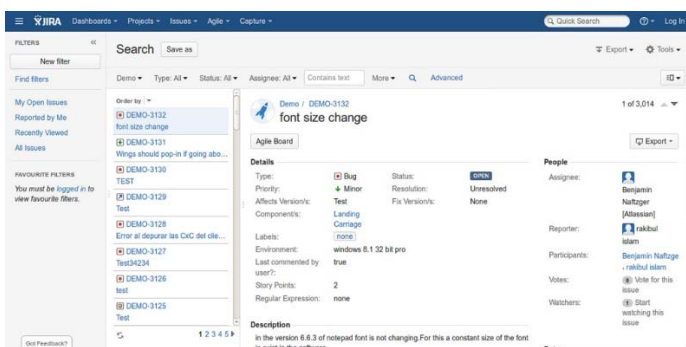 JIRA Dashboards Projects Issues Agile Capture Quick Search Log In
FILTERS
New filter
Find filters
My Open Issues
Reported by Me
Recently Viewed
All Issues
FAVOURITE FILTERS
You must be logged in to
view favourite filters.
Got Feedback?
Search Save as Export Tools
Demo Type: All Status: All Assignee: All Contains text More Advanced
Order by
DEMO-3132
font size change
DEMO-3131
Wings should pop-in if going abo...
DEMO-3130
TEST
DEMO-3129
Test
DEMO-3128
Error al depurar las CxC del clie...
DEMO-3127
Test34234
DEMO-3126
test
DEMO-3125
Test
1 2 3 4 5
Demo / DEMO-3132
font size change
1 of 3,014
Agile Board Export
Details
Type: Bug Status: OPEN
Priority: Minor Resolution: Unresolved
Affects Version/s: Test Fix Version/s: None
Component/s: Landing
Carriage
Labels: none
Environment: windows 8.1 32 bit pro
Last commented by true
user?:
Story Points: 2
Regular Expression: none
Description
in the version 6.6.3 of notepad font is not changing.For this a constant size of the font
is exist in the software
People
Assignee:
Benjamin
Naftzger
[Atlassian]
Reporter: rakibul
islam
Participants: Benjamin Naftzge
, rakibul islam
Votes: 0 Vote for this
issue
Watchers: 1 Start
watching this
issue